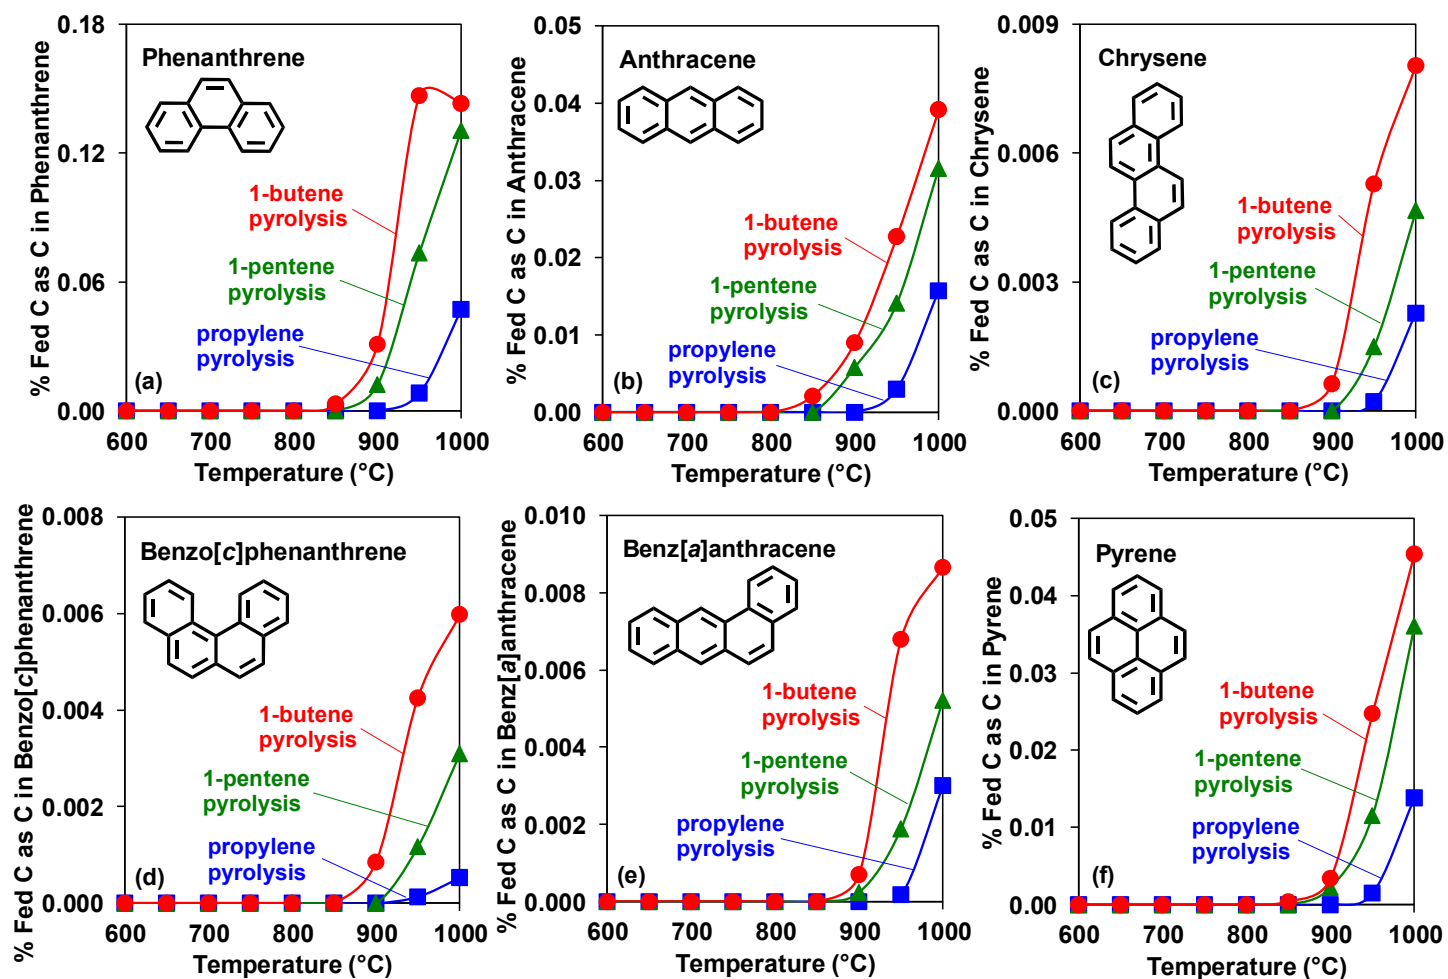 % Fed C as C in Phenanthrene
0.18
0.12
0.06
0.00
Phenanthrene
1-butene
pyrolysis
1-pentene
pyrolysis
propylene
pyrolysis
(a)
600 700 800 900 1000
Temperature (°C)
% Fed C as C in Anthracene
0.05
0.04
0.03
0.02
0.01
0.00
Anthracene
1-butene
pyrolysis
1-pentene
pyrolysis
propylene
pyrolysis
(b)
600 700 800 900 1000
Temperature (°C)
% Fed C as C in Chrysene
0.009
0.006
0.003
0.000
Chrysene
1-butene
pyrolysis
1-pentene
pyrolysis
propylene
pyrolysis
(c)
600 700 800 900 1000
Temperature (°C)
% Fed C as C in Benzo[c]phenanthrene
0.008
0.006
0.004
0.002
0.000
Benzo[c]phenanthrene
1-butene
pyrolysis
1-pentene
pyrolysis
propylene
pyrolysis
(d)
600 700 800 900 1000
Temperature (°C)
% Fed C as C in Benz[a]anthracene
0.010
0.008
0.006
0.004
0.002
0.000
Benz[a]anthracene
1-butene
pyrolysis
1-pentene
pyrolysis
propylene
pyrolysis
(e)
600 700 800 900 1000
Temperature (°C)
% Fed C as C in Pyrene
0.05
0.04
0.03
0.02
0.01
0.00
Pyrene
1-butene
pyrolysis
1-pentene
pyrolysis
propylene
pyrolysis
(f)
600 700 800 900 1000
Temperature (°C)